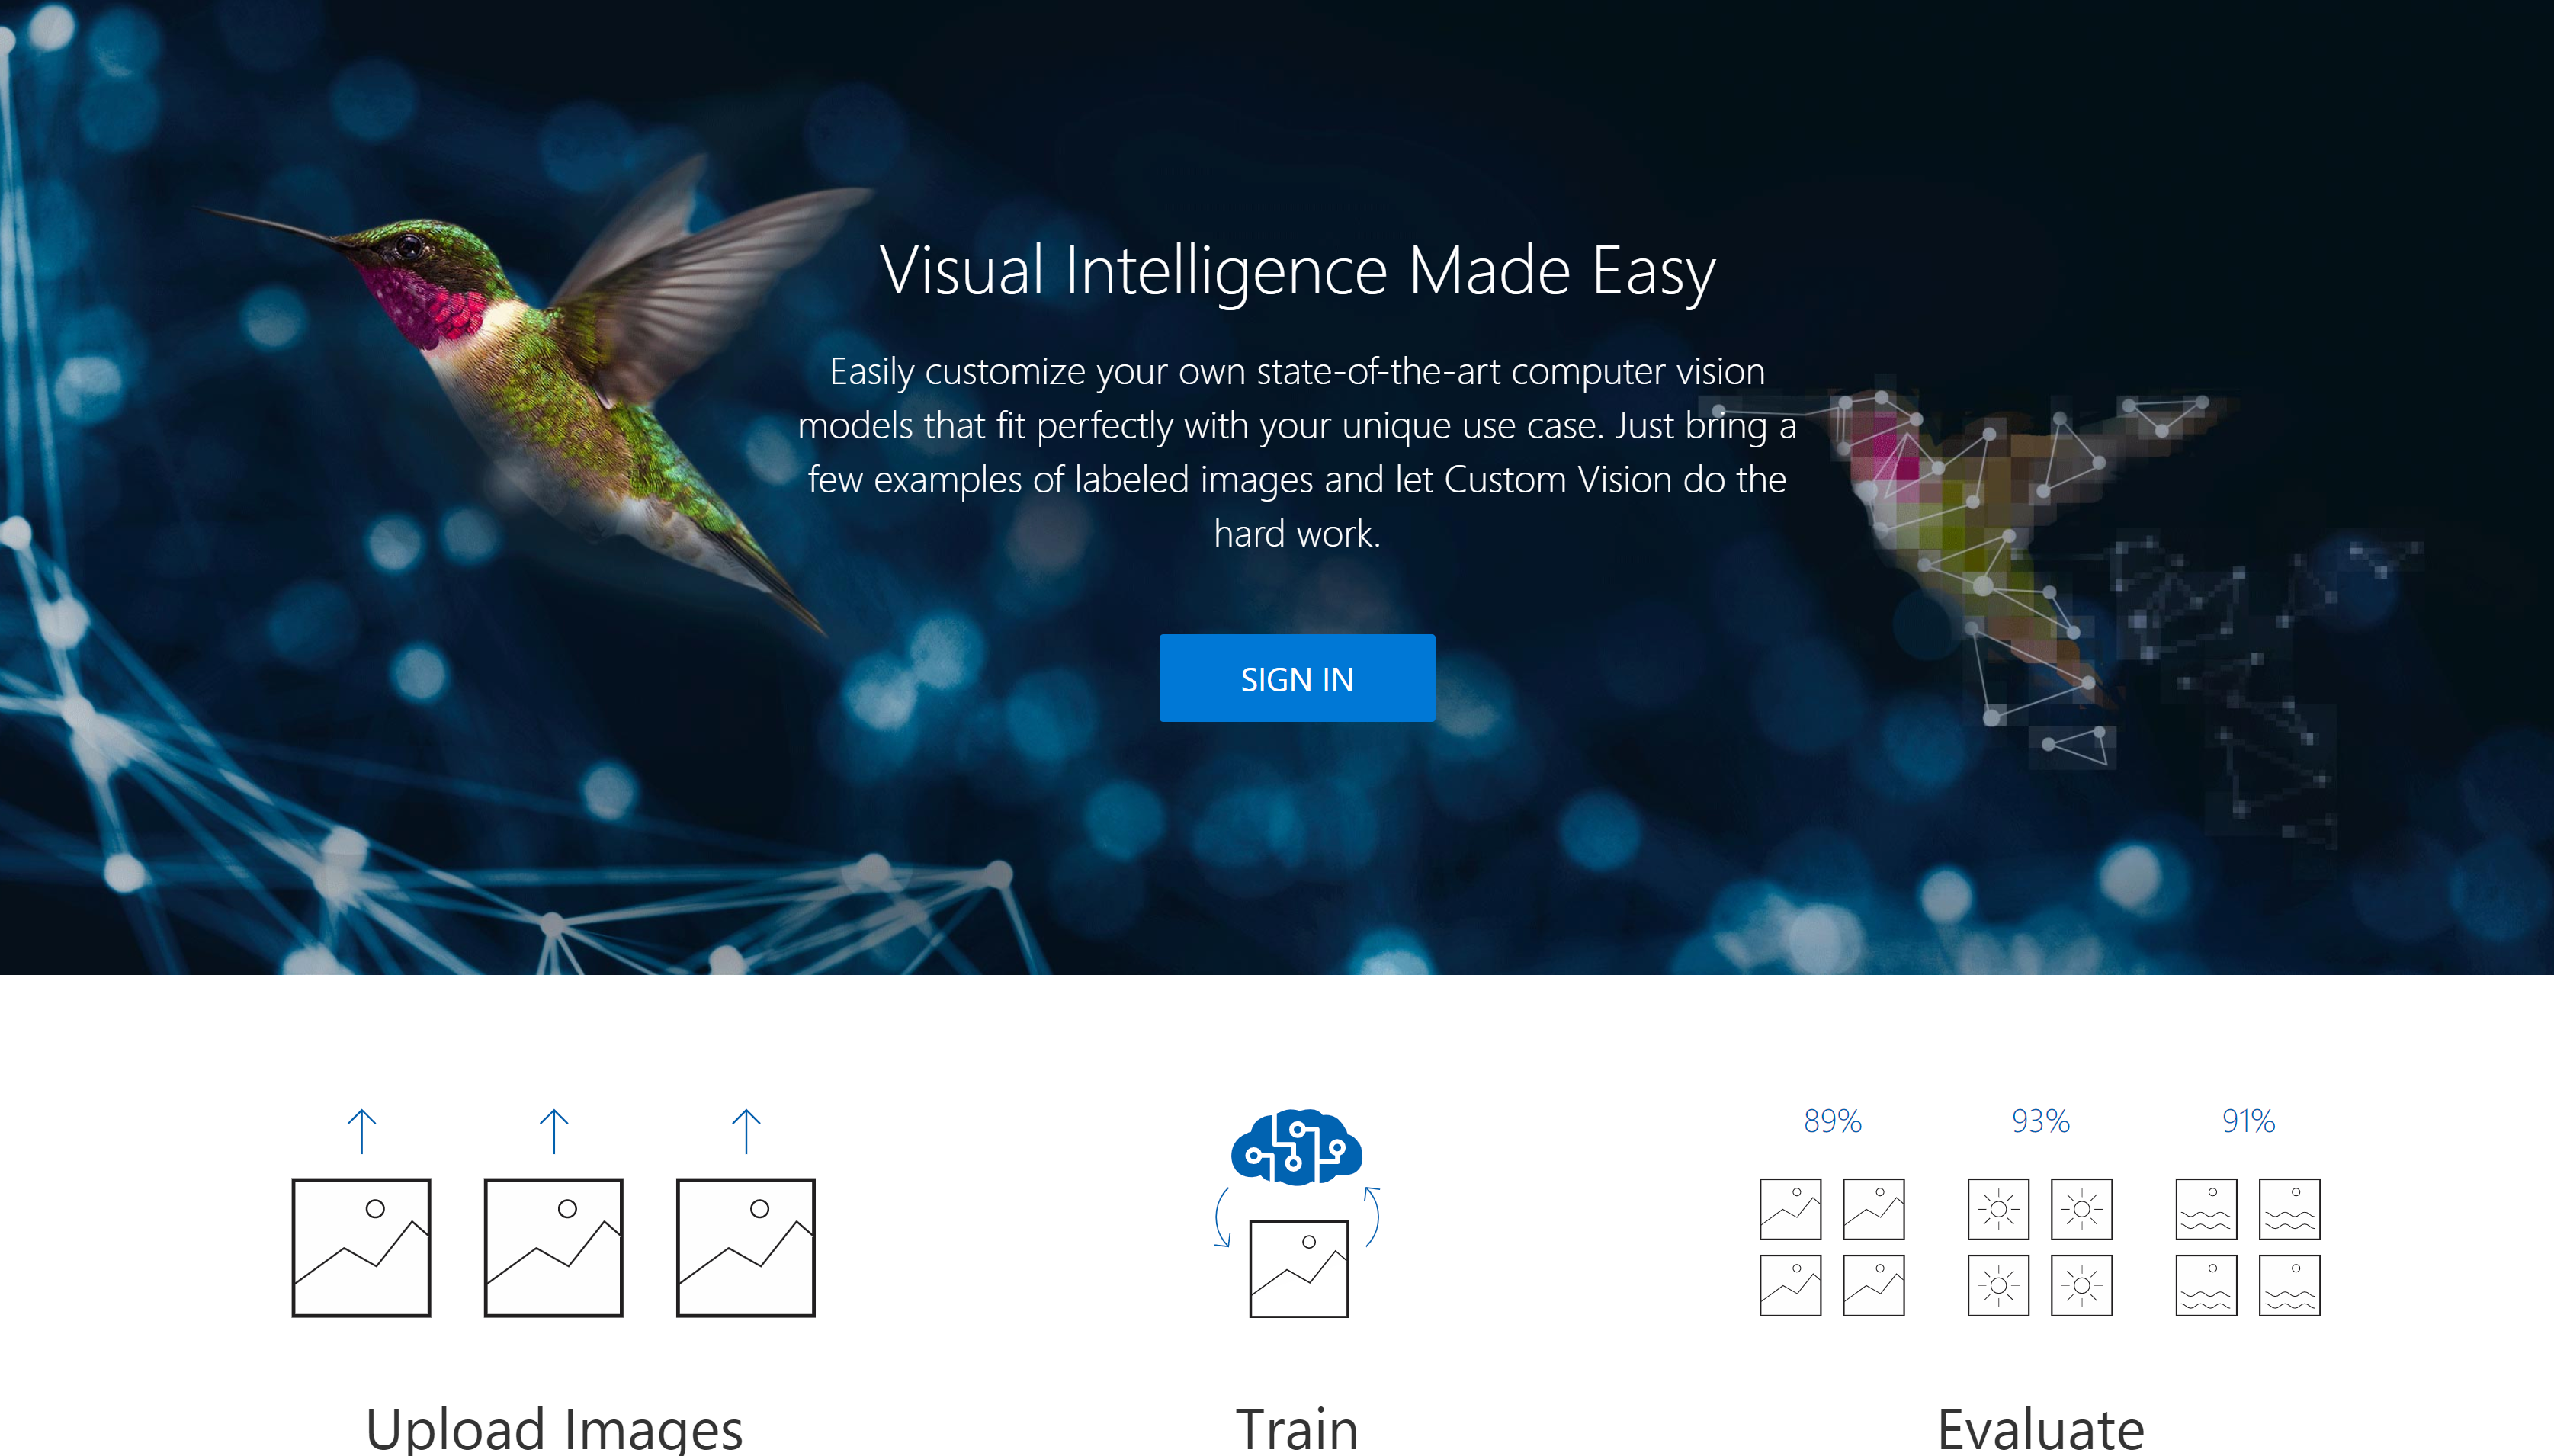 Visual Intelligence Made Easy
Easily customize your own state-of-the-art computer vision
models that fit perfectly with your unique use case. Just bring a
few examples of labeled images and let Custom Vision do the
hard work.
SIGN IN
89% 93% 91%
Upload Images Train Evaluate